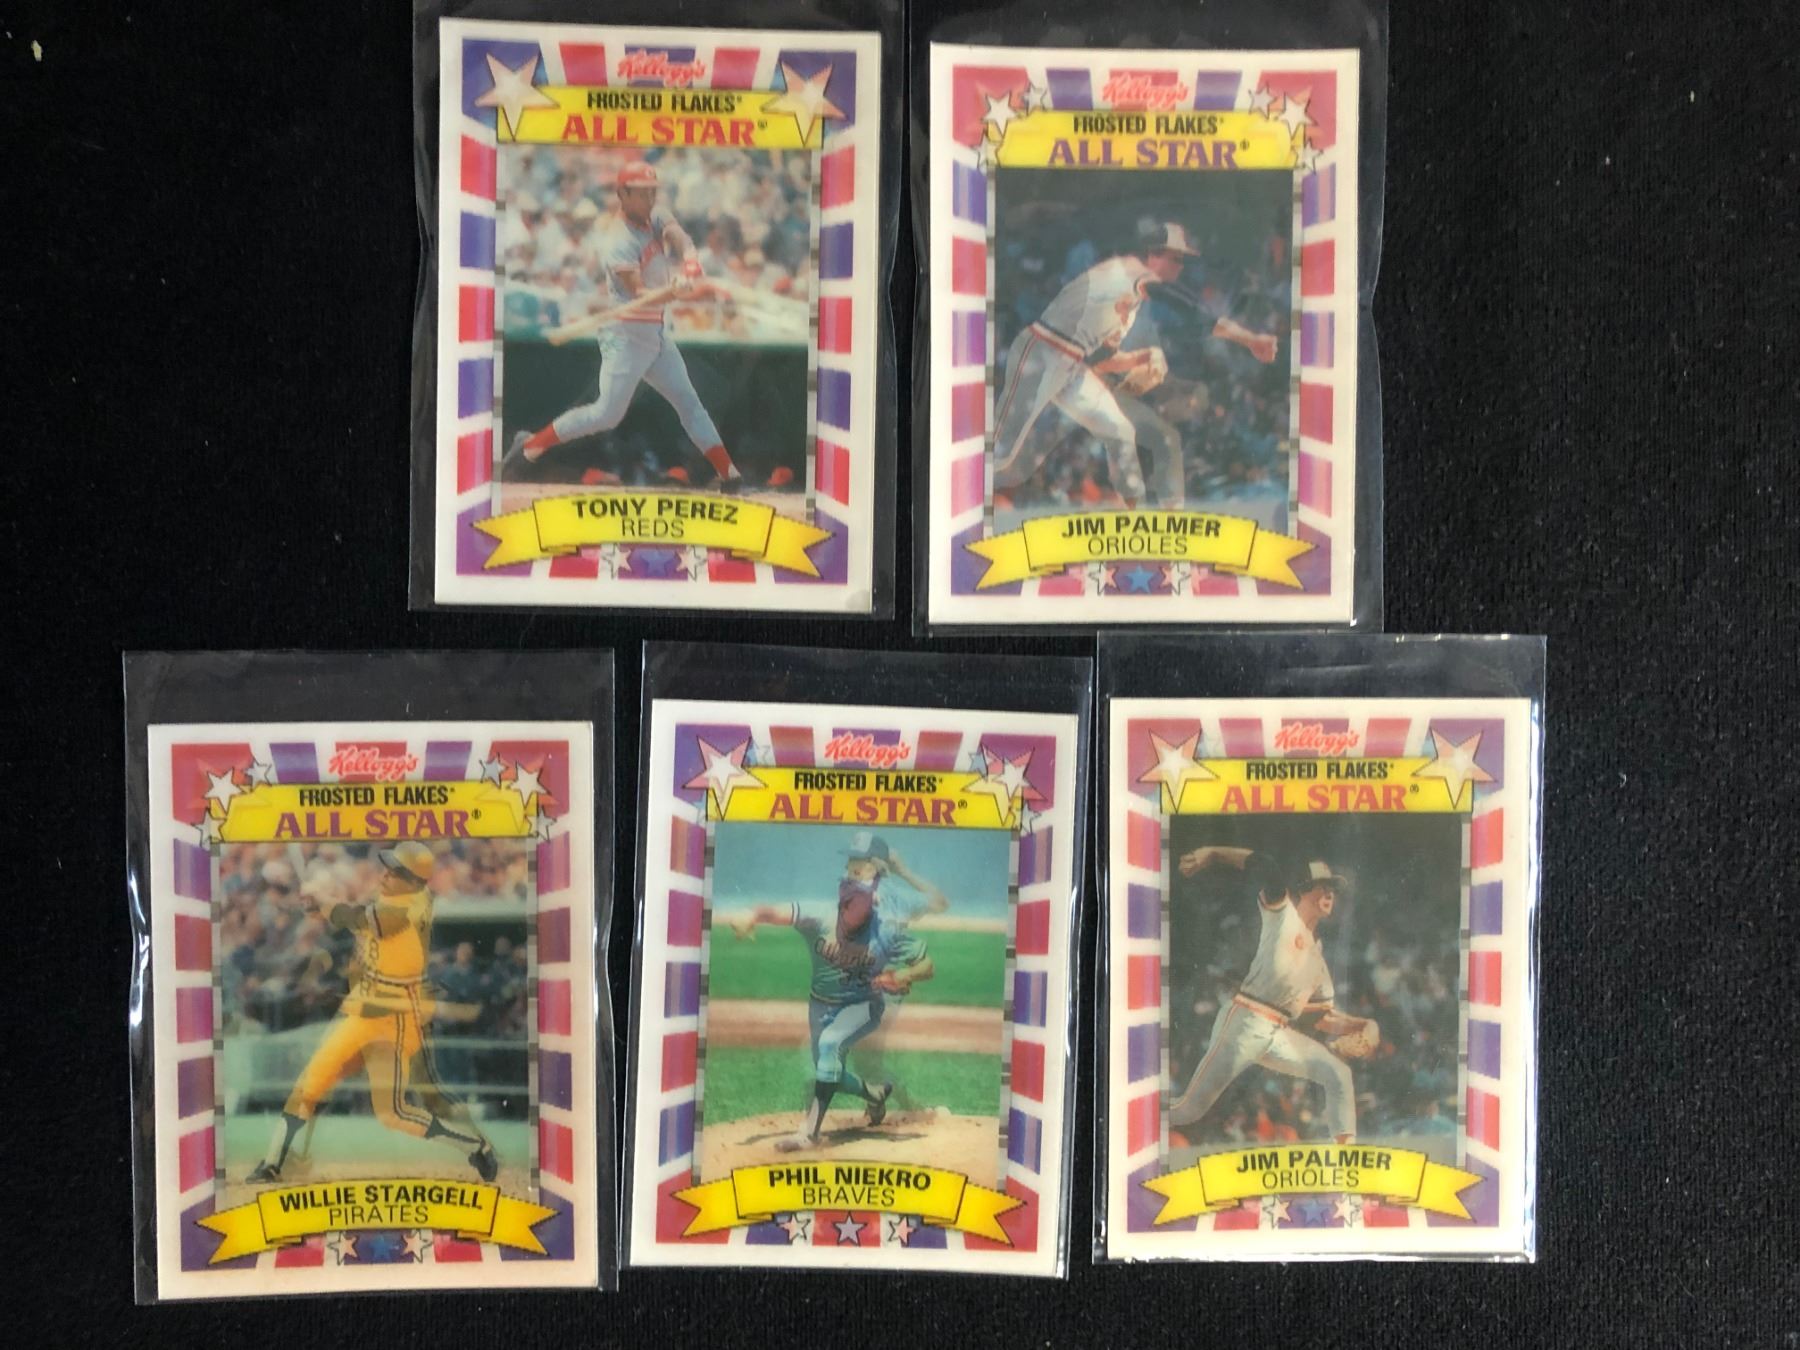 Kellogg's
FROSTED FLAKES®
ALL STAR®
TONY PEREZ
REDS
Kellogg's
FROSTED FLAKES®
ALL STAR®
JIM PALMER
ORIOLES
Kellogg's
FROSTED FLAKES®
ALL STAR®
WILLIE STARGELL
PIRATES
Kellogg's
FROSTED FLAKES®
ALL STAR®
PHIL NIEKRO
BRAVES
Kellogg's
FROSTED FLAKES®
ALL STAR®
JIM PALMER
ORIOLES